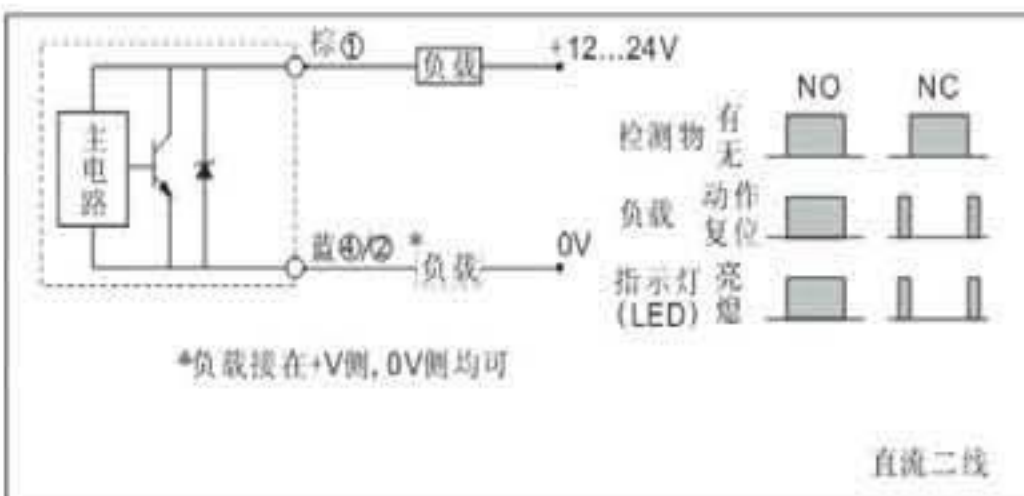 棕①
负载
+12...24V
主电路
蓝④/②
*
负载
0V
*负载接在+V侧, 0V侧均可
NO
NC
检测物
有
无
负载
动作
复位
指示灯
(LED)
亮
熄
直流二线